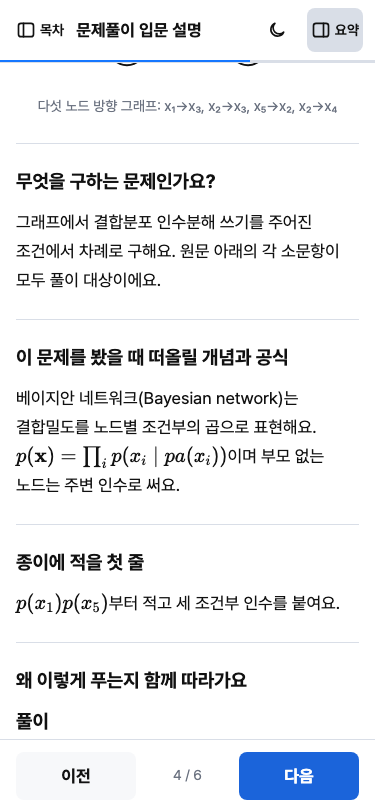 목차 문제풀이 입문 설명 요약
다섯 노드 방향 그래프: x₁→x₃, x₂→x₃, x₅→x₂, x₂→x₄
무엇을 구하는 문제인가요?
그래프에서 결합분포 인수분해 쓰기를 주어진
조건에서 차례로 구해요. 원문 아래의 각 소문항이
모두 풀이 대상이에요.
이 문제를 봤을 때 떠올릴 개념과 공식
베이지안 네트워크(Bayesian network)는
결합밀도를 노드별 조건부의 곱으로 표현해요.
p(𝐱) = ∏ᵢ p(xᵢ | pa(xᵢ))이며 부모 없는
노드는 주변 인수로 써요.
종이에 적을 첫 줄
p(x₁)p(x₅)부터 적고 세 조건부 인수를 붙여요.
왜 이렇게 푸는지 함께 따라가요
풀이
이전 4 / 6 다음